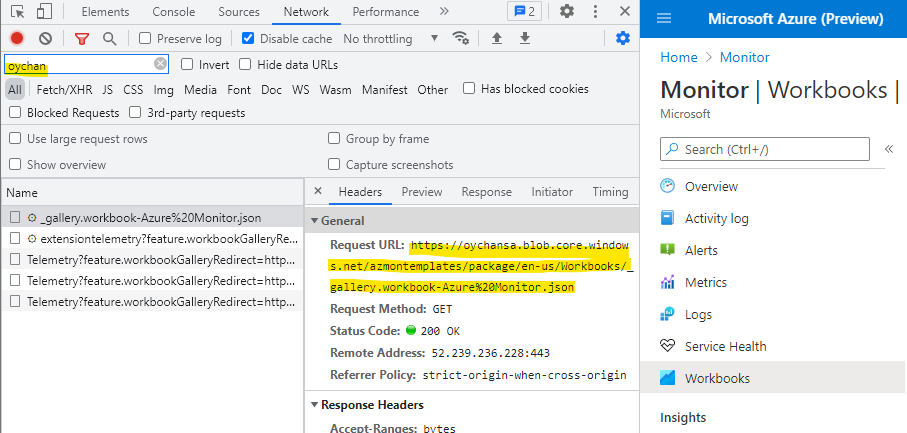 Elements Console Sources Network Performance 2
Preserve log Disable cache No throttling
oychan Invert Hide data URLs
All Fetch/XHR JS CSS Img Media Font Doc WS Wasm Manifest Other Has blocked cookies
Blocked Requests 3rd-party requests
Use large request rows Group by frame
Show overview Capture screenshots
Name
_gallery.workbook-Azure%20Monitor.json
extensiontelemetry?feature.workbookGalleryRe...
Telemetry?feature.workbookGalleryRedirect=http...
Telemetry?feature.workbookGalleryRedirect=http...
Telemetry?feature.workbookGalleryRedirect=http...
Headers Preview Response Initiator Timing
General
Request URL: https://oychansa.blob.core.window
s.net/azmontemplates/package/en-us/Workbooks/_
gallery.workbook-Azure%20Monitor.json
Request Method: GET
Status Code: 200 OK
Remote Address: 52.239.236.228:443
Referrer Policy: strict-origin-when-cross-origin
Response Headers
Accept-Ranges: bytes
Microsoft Azure (Preview)
Home > Monitor
Monitor | Workbooks |
Microsoft
Search (Ctrl+/) «
Overview
Activity log
Alerts
Metrics
Logs
Service Health
Workbooks
Insights